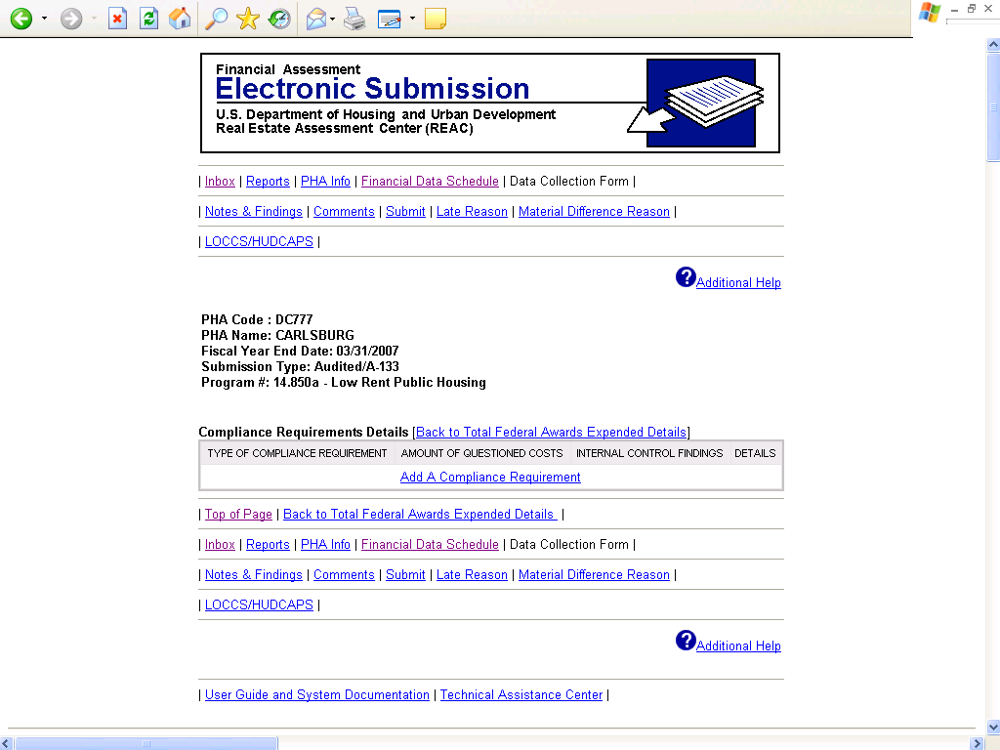 Financial Assessment
Electronic Submission
U.S. Department of Housing and Urban Development
Real Estate Assessment Center (REAC)
| Inbox | Reports | PHA Info | Financial Data Schedule | Data Collection Form |
| Notes & Findings | Comments | Submit | Late Reason | Material Difference Reason |
| LOCCS/HUDCAPS |
? Additional Help
PHA Code : DC777
PHA Name: CARLSBURG
Fiscal Year End Date: 03/31/2007
Submission Type: Audited/A-133
Program #: 14.850a - Low Rent Public Housing
Compliance Requirements Details [Back to Total Federal Awards Expended Details]
TYPE OF COMPLIANCE REQUIREMENT AMOUNT OF QUESTIONED COSTS INTERNAL CONTROL FINDINGS DETAILS
Add A Compliance Requirement
| Top of Page | Back to Total Federal Awards Expended Details |
| Inbox | Reports | PHA Info | Financial Data Schedule | Data Collection Form |
| Notes & Findings | Comments | Submit | Late Reason | Material Difference Reason |
| LOCCS/HUDCAPS |
? Additional Help
| User Guide and System Documentation | Technical Assistance Center |